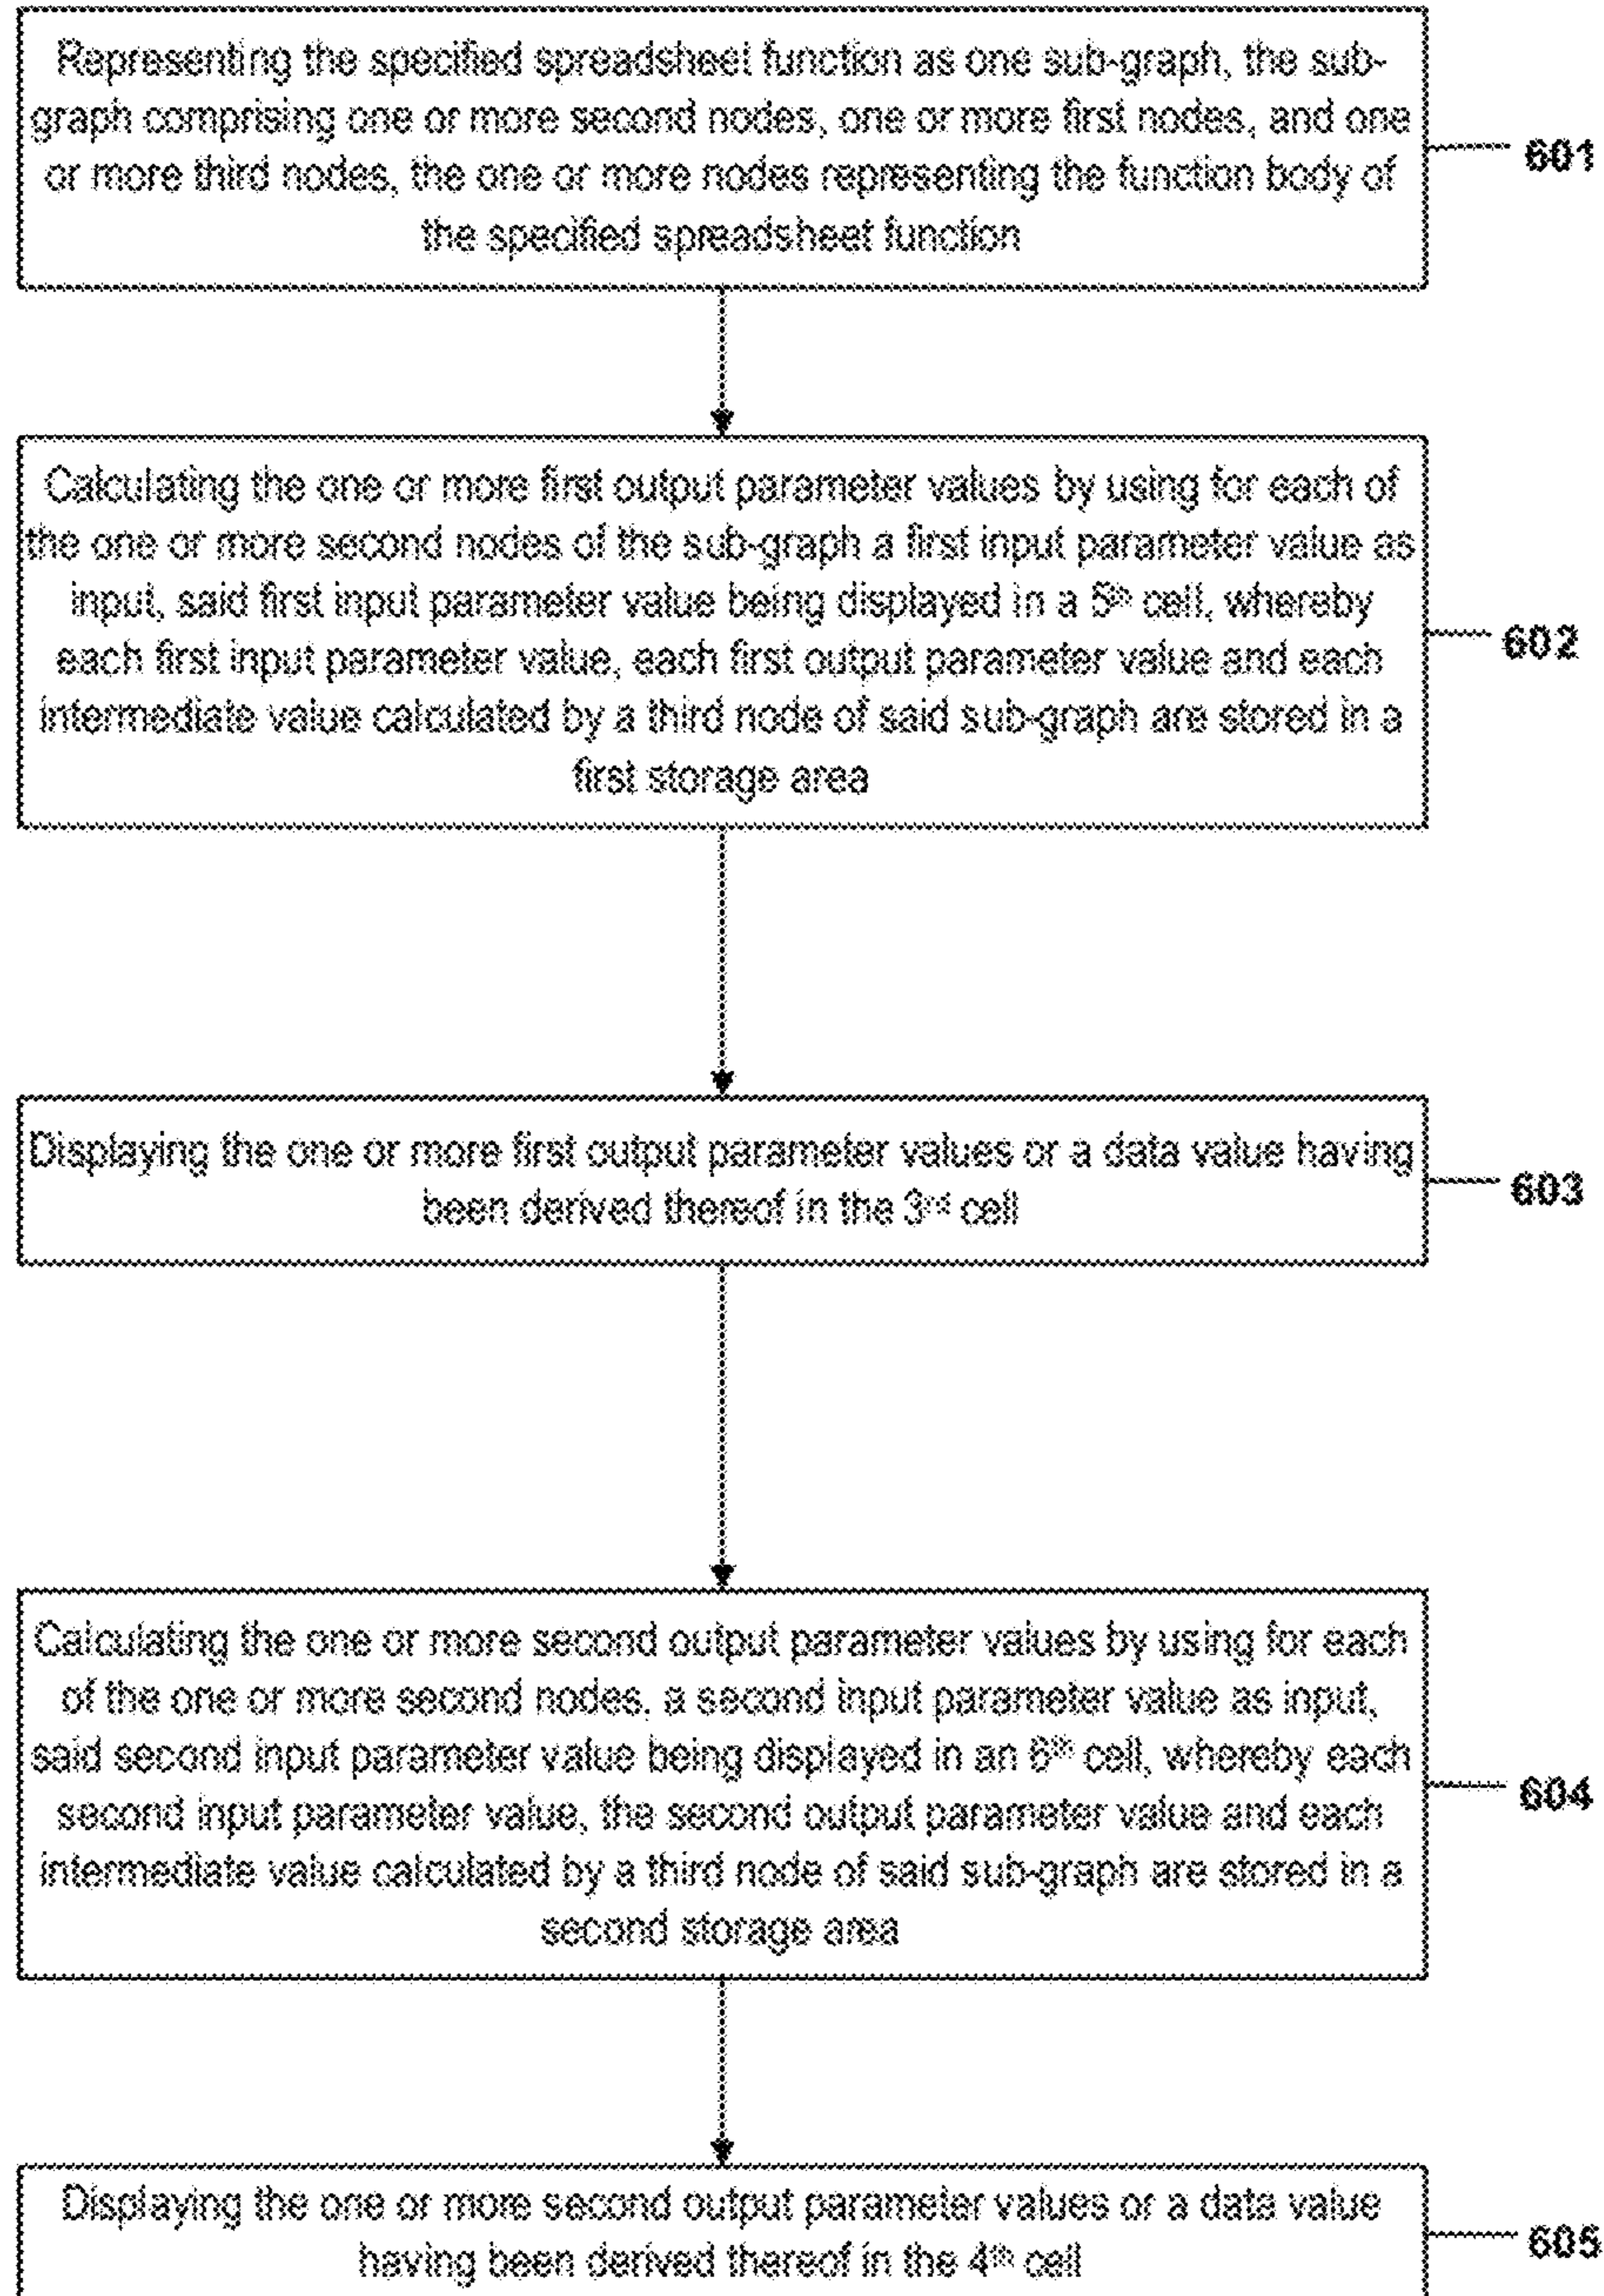 Representing the specified spreadsheet function as one sub-graph, the sub-
graph comprising one or more second nodes, one or more first nodes, and one
or more third nodes, the one or more nodes representing the function body of
the specified spreadsheet function
601
Calculating the one or more first output parameter values by using for each of
the one or more second nodes of the sub-graph a first input parameter value as
input, said first input parameter value being displayed in a 5th cell, whereby
each first input parameter value, each first output parameter value and each
intermediate value calculated by a third node of said sub-graph are stored in a
first storage area
602
Displaying the one or more first output parameter values or a data value having
been derived thereof in the 3rd cell
603
Calculating the one or more second output parameter values by using for each
of the one or more second nodes, a second input parameter value as input,
said second input parameter value being displayed in an 6th cell, whereby each
second input parameter value, the second output parameter value and each
intermediate value calculated by a third node of said sub-graph are stored in a
second storage area
604
Displaying the one or more second output parameter values or a data value
having been derived thereof in the 4th cell
605